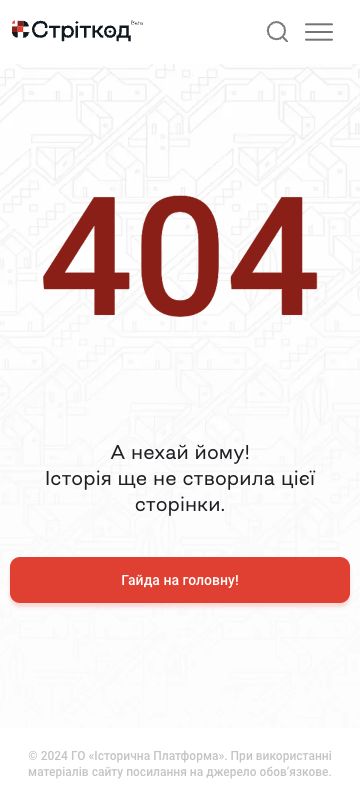 Стріткод Beta
404
А нехай йому!
Історія ще не створила цієї
сторінки.
Гайда на головну!
© 2024 ГО «Історична Платформа». При використанні
матеріалів сайту посилання на джерело обов'язкове.